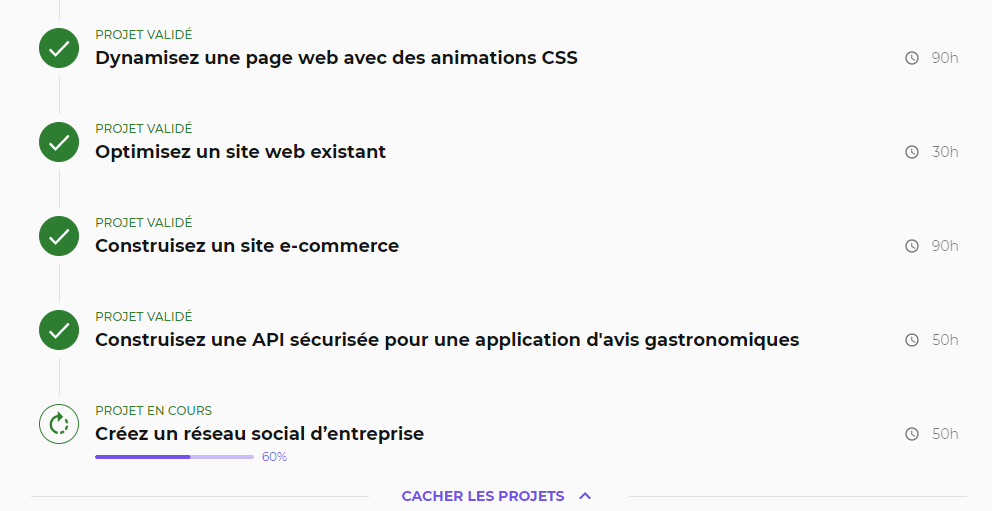 PROJET VALIDÉ
Dynamisez une page web avec des animations CSS
90h
PROJET VALIDÉ
Optimisez un site web existant
30h
PROJET VALIDÉ
Construisez un site e-commerce
90h
PROJET VALIDÉ
Construisez une API sécurisée pour une application d'avis gastronomiques
50h
PROJET EN COURS
Créez un réseau social d’entreprise
50h
60%
CACHER LES PROJETS